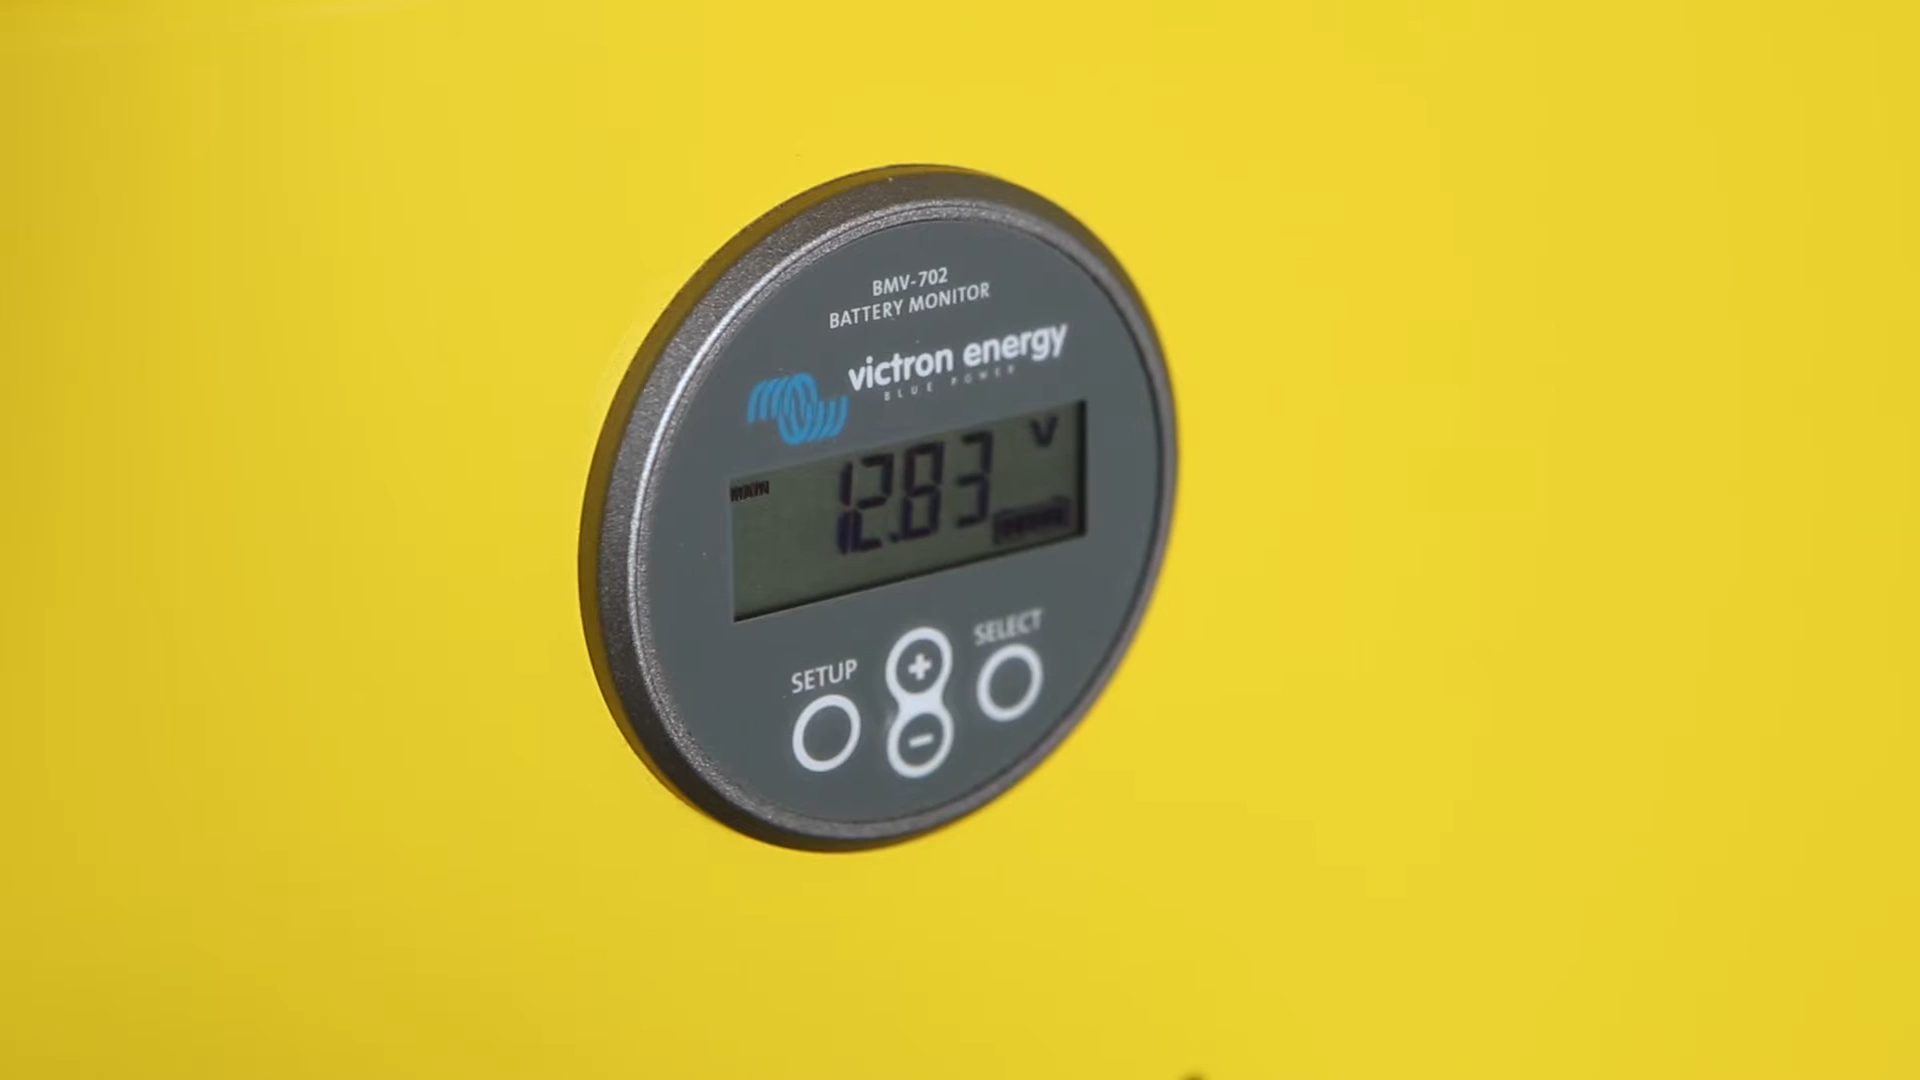 BMV-702
BATTERY MONITOR
victron energy
BLUE POWER
MAIN
12.83 V
SETUP
+
SELECT
-